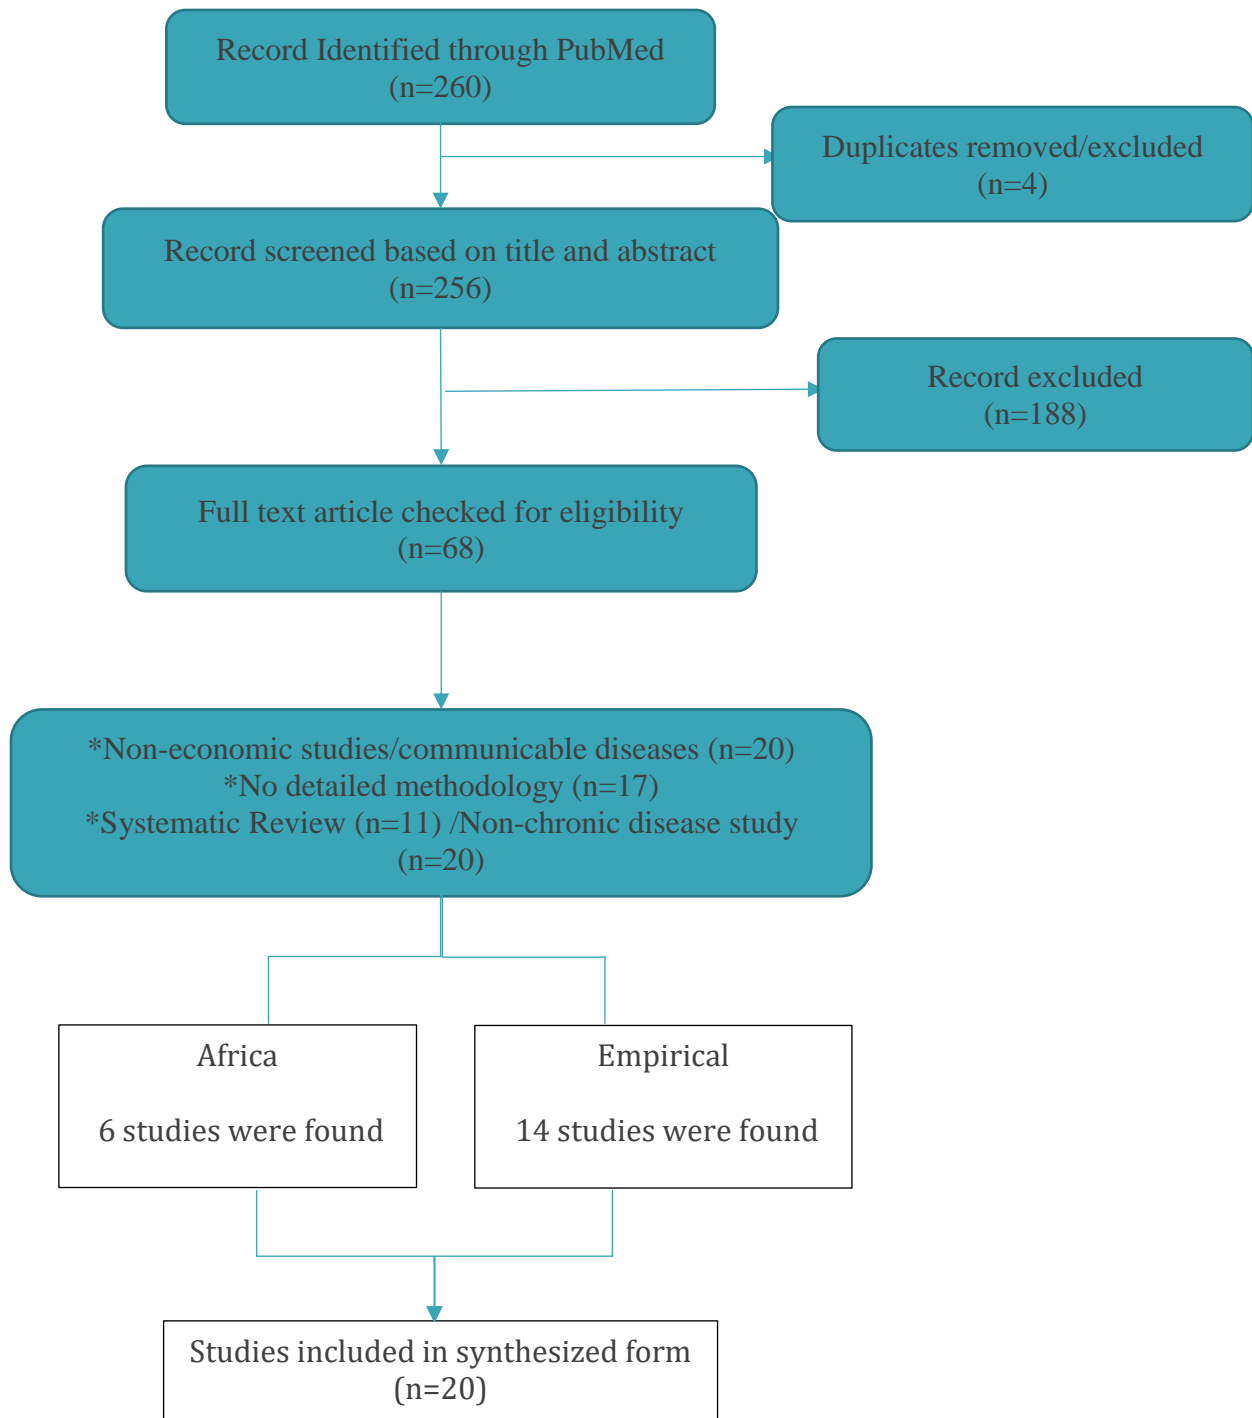 Record Identified through PubMed
(n=260)
Duplicates removed/excluded
(n=4)
Record screened based on title and abstract
(n=256)
Record excluded
(n=188)
Full text article checked for eligibility
(n=68)
*Non-economic studies/communicable diseases (n=20)
*No detailed methodology (n=17)
*Systematic Review (n=11) /Non-chronic disease study
(n=20)
Africa
6 studies were found
Empirical
14 studies were found
Studies included in synthesized form
(n=20)